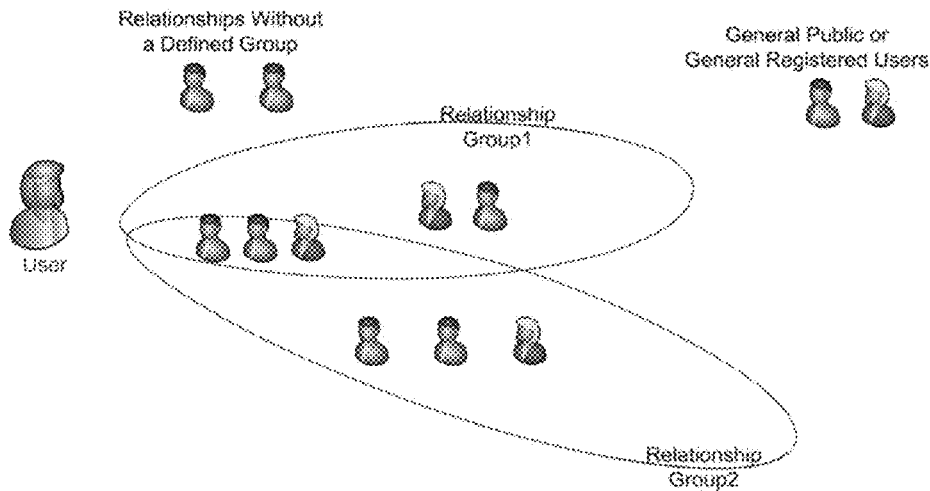 Relationships Without
a Defined Group
General Public or
General Registered Users
Relationship
Group1
User
Relationship
Group2